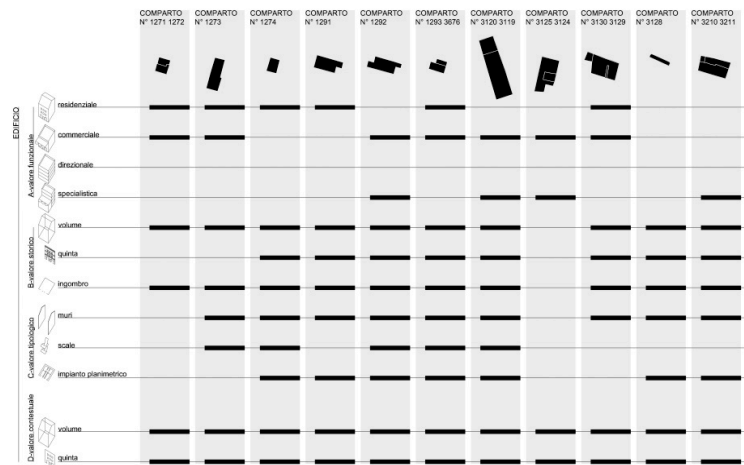 COMPARTO
N° 1271 1272
COMPARTO
N° 1273
COMPARTO
N° 1274
COMPARTO
N° 1291
COMPARTO
N° 1292
COMPARTO
N° 1293 3676
COMPARTO
N° 3120 3119
COMPARTO
N° 3125 3124
COMPARTO
N° 3130 3129
COMPARTO
N° 3128
COMPARTO
N° 3210 3211
EDIFICIO
A-valore funzionale
residenziale
commerciale
direzionale
specialistica
B-valore storico
volume
quinta
ingombro
C-valore tipologico
muri
scale
impianto planimetrico
D-valore contestuale
volume
quinta